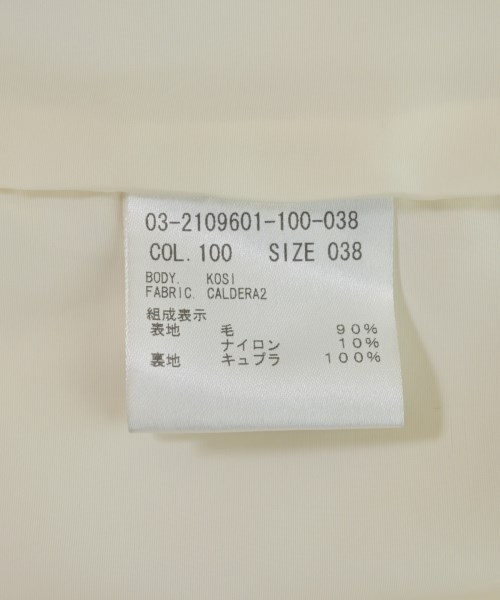 03-2109601-100-038
COL. 100 SIZE 038
BODY. KOSI
FABRIC. CALDERA2
組成表示
表地 毛 90%
ナイロン 10%
裏地 キュプラ 100%